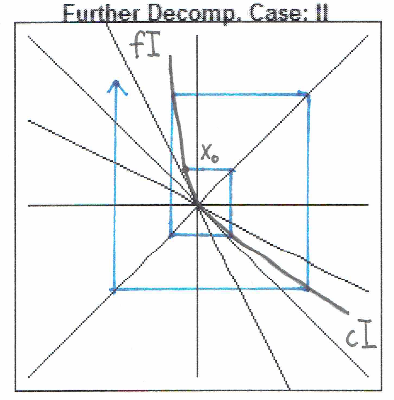 Further Decomp. Case: II
fI
X₀
cI